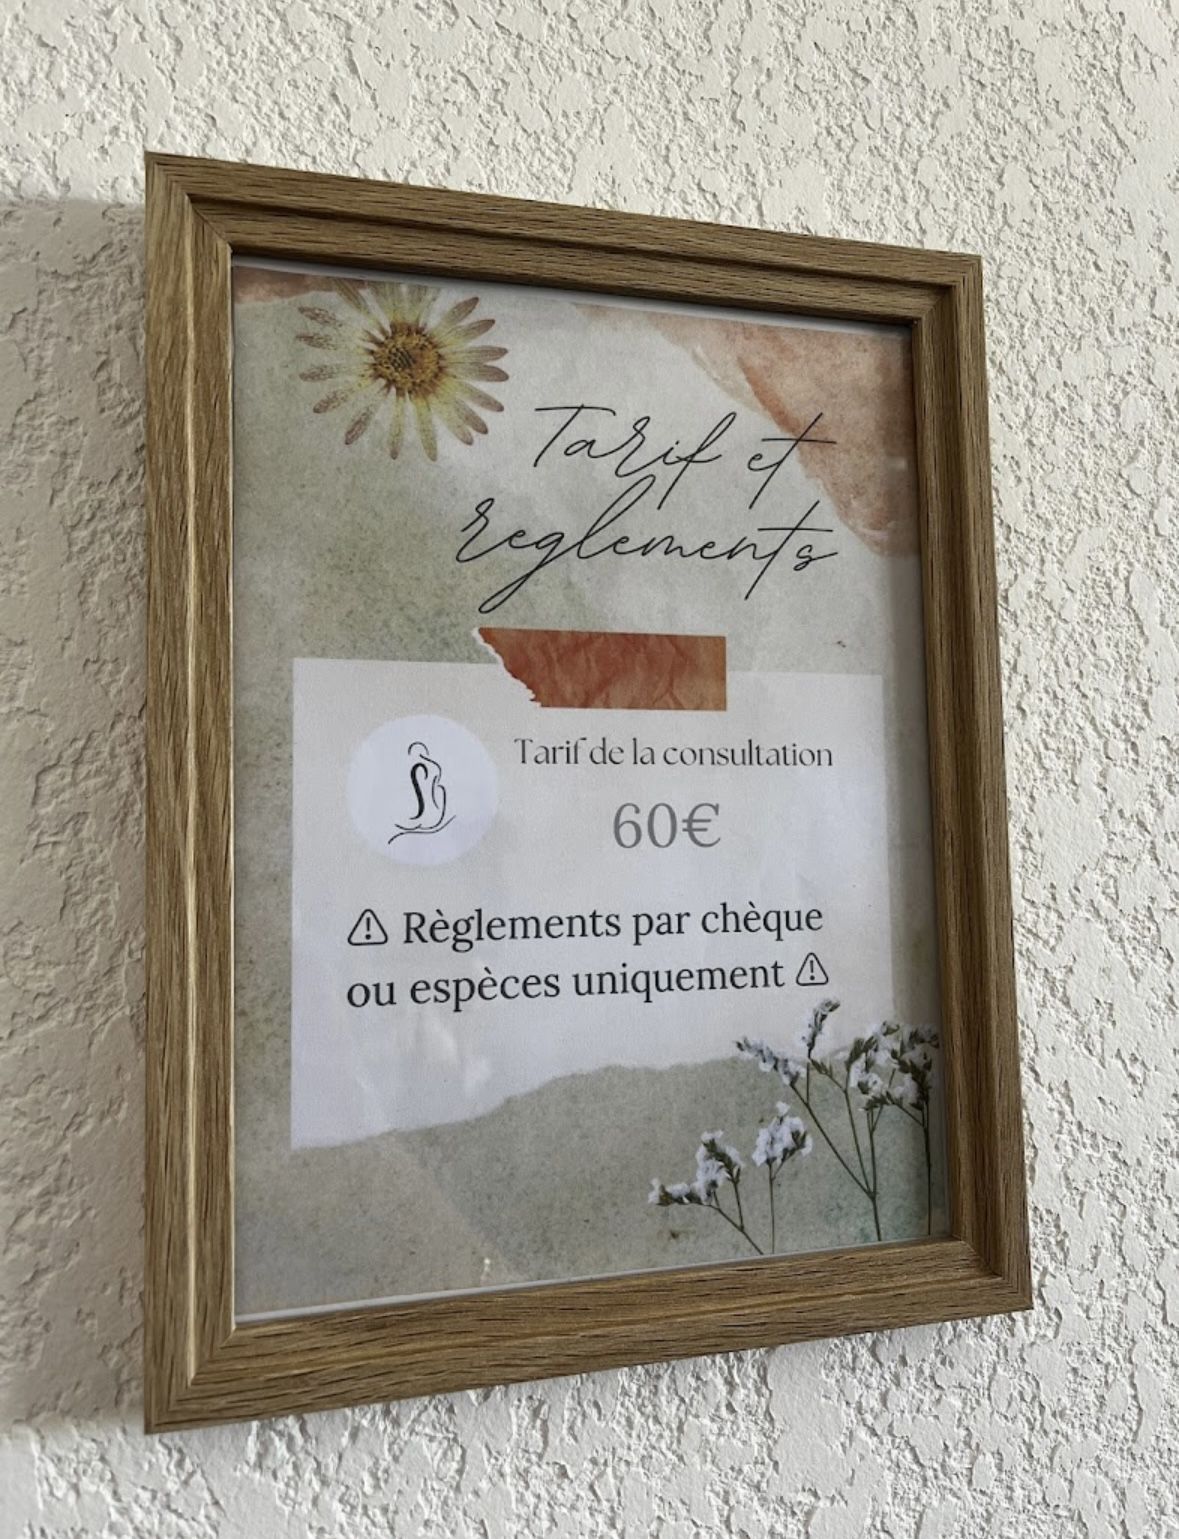 Tarif et
reglements
Tarif de la consultation
60€
⚠ Règlements par chèque
ou espèces uniquement ⚠